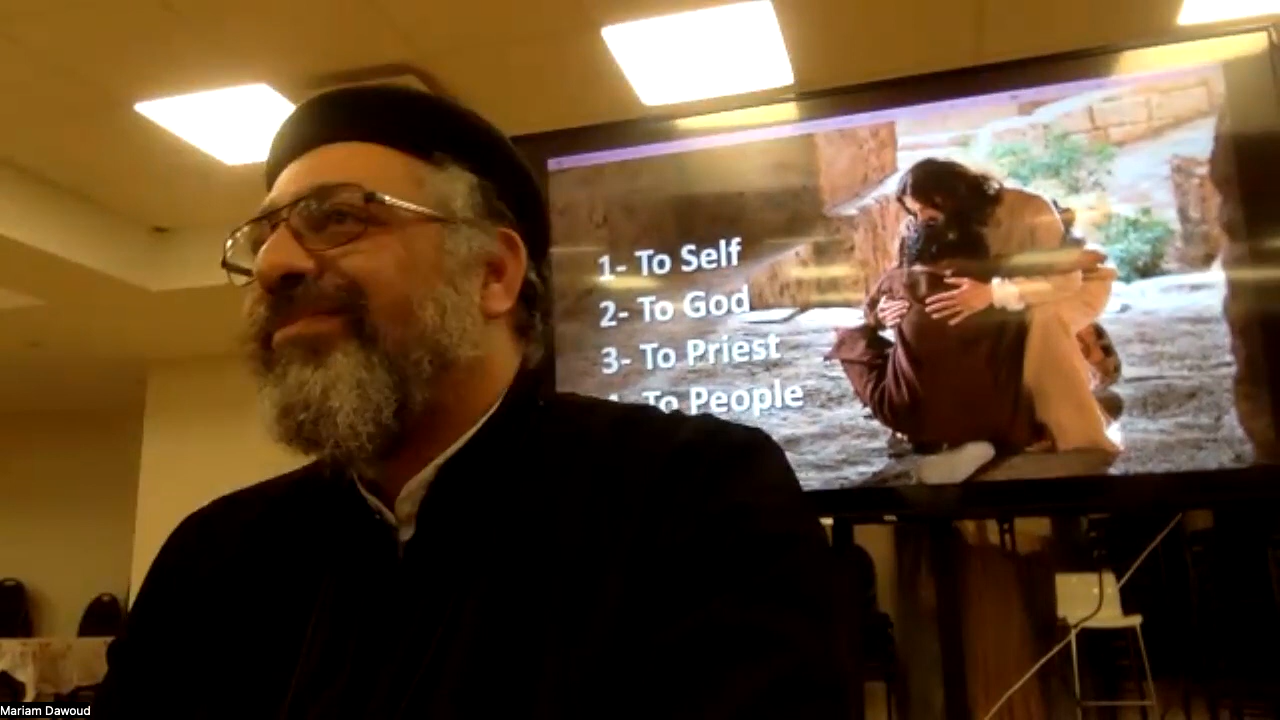 1- To Self
2- To God
3- To Priest
To People
Mariam Dawoud